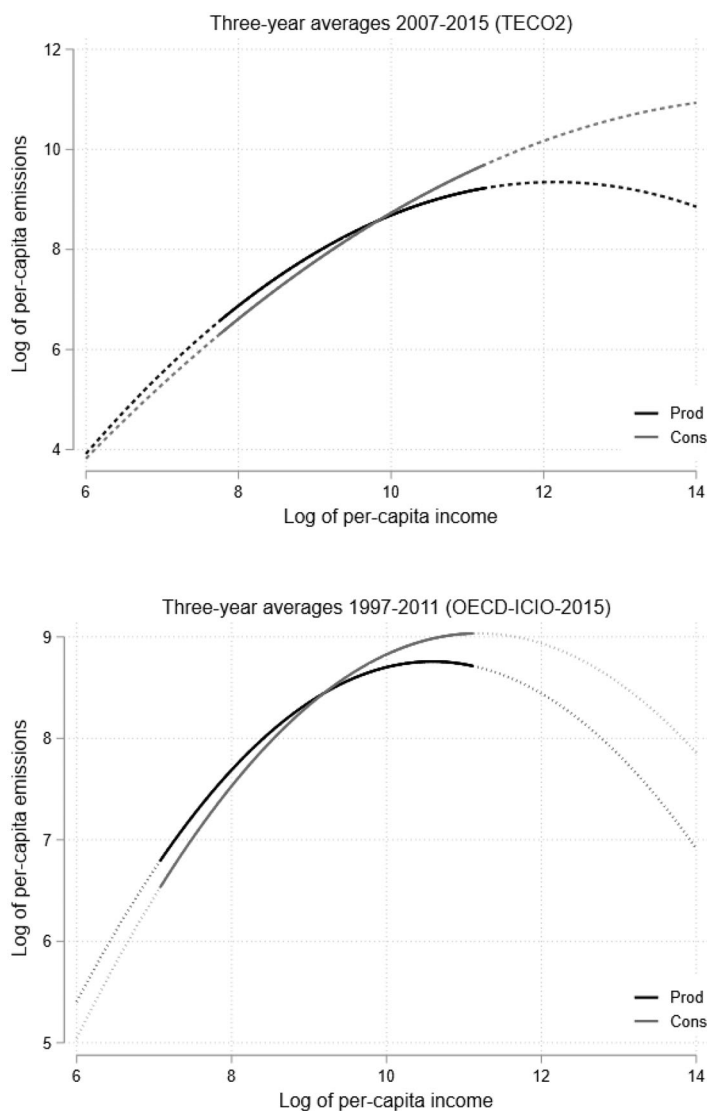 Three-year averages 2007-2015 (TECO2)
Log of per-capita emissions
12
10
8
6
4
Prod
Cons
6 8 10 12 14
Log of per-capita income
Three-year averages 1997-2011 (OECD-ICIO-2015)
Log of per-capita emissions
9
8
7
6
5
Prod
Cons
6 8 10 12 14
Log of per-capita income